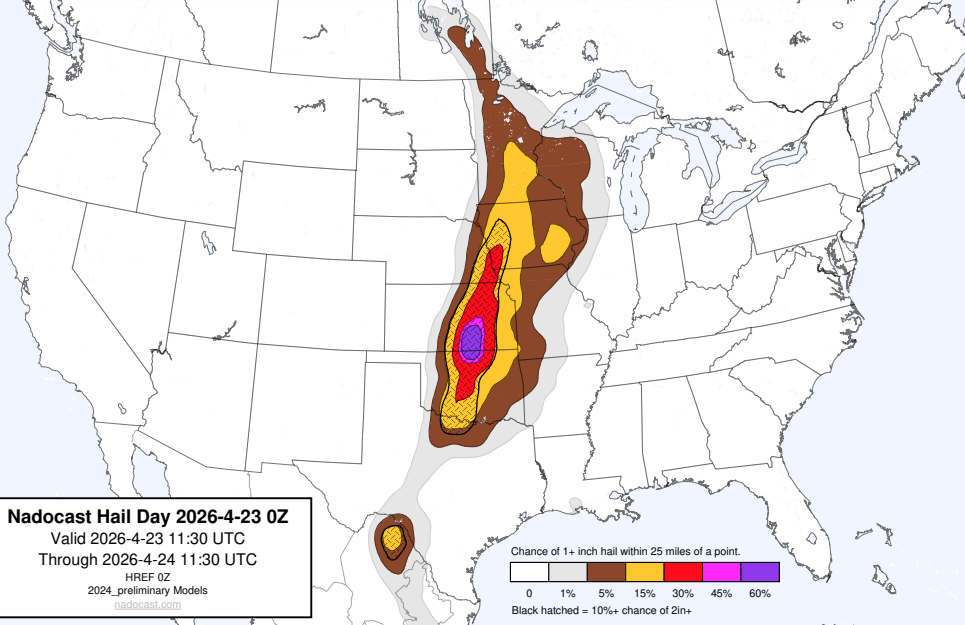 Nadocast Hail Day 2026-4-23 0Z
Valid 2026-4-23 11:30 UTC
Through 2026-4-24 11:30 UTC
HREF 0Z
2024_preliminary Models
nadocast.com
Chance of 1+ inch hail within 25 miles of a point.
0 1% 5% 15% 30% 45% 60%
Black hatched = 10%+ chance of 2in+